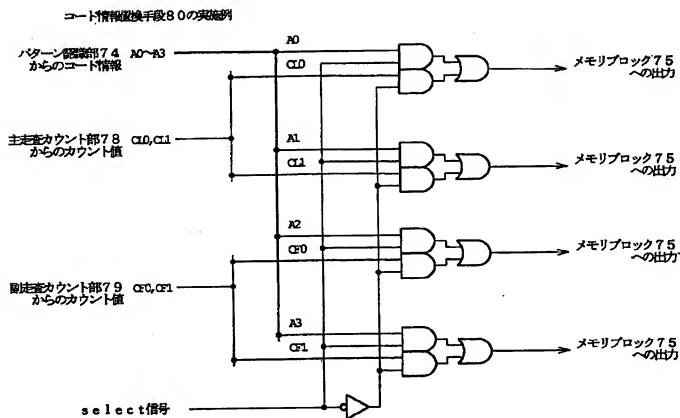 コード情報置換手段80の実施例
パターン認識部74 A0〜A3
からのコード情報
A0
CL0
メモリブロック75
への出力
主走査カウント部78 CL0,CL1
からのカウント値
A1
CL1
メモリブロック75
への出力
A2
CF0
メモリブロック75
への出力
副走査カウント部79 CF0,CF1
からのカウント値
A3
CF1
メモリブロック75
への出力
select信号